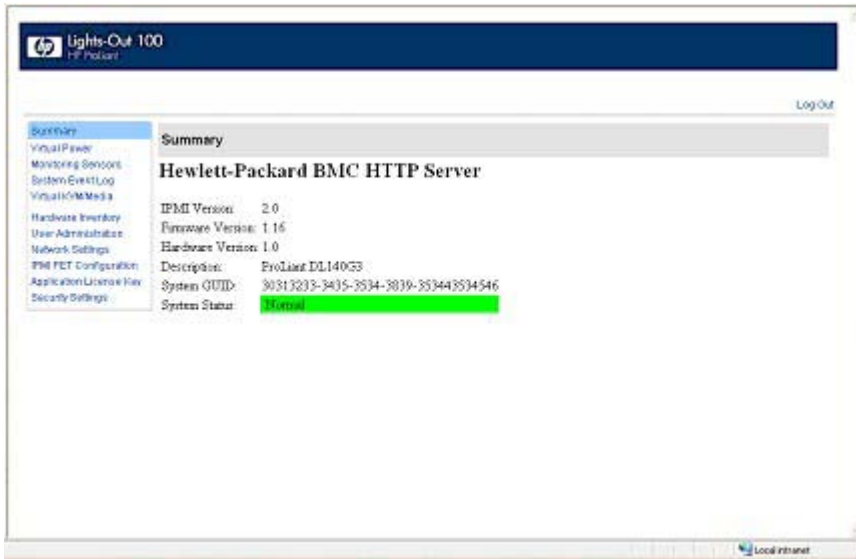 hp
Lights-Out 100
HP ProLiant
Log Out
Summary
Virtual Power
Monitoring Sensors
System Event Log
Virtual KVM/Media
Hardware Inventory
User Administration
Network Settings
IPMI PET Configuration
Application License Key
Security Settings
Summary
Hewlett-Packard BMC HTTP Server
IPMI Version: 2.0
Firmware Version: 1.16
Hardware Version: 1.0
Description: ProLiant DL140G3
System GUID: 30313233-3435-3534-3839-353443534546
System Status: Normal
Local intranet